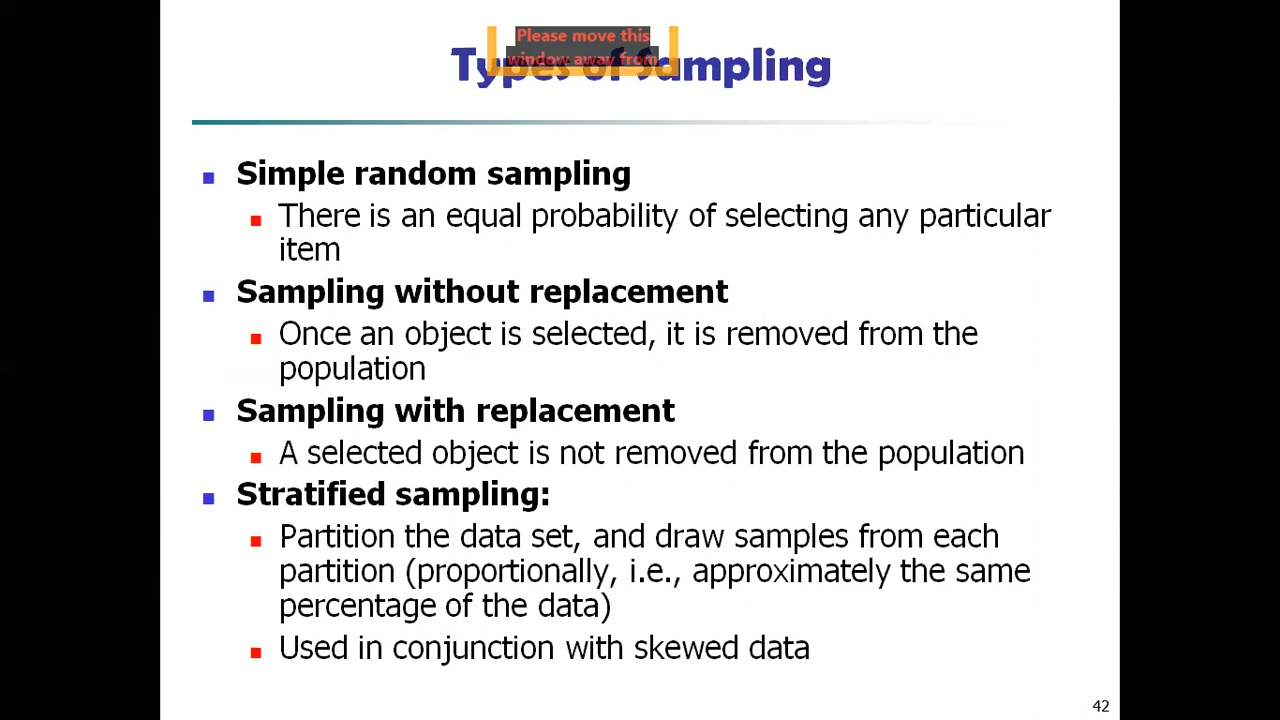 Please move this
window away from
Types of Sampling
Simple random sampling
There is an equal probability of selecting any particular
item
Sampling without replacement
Once an object is selected, it is removed from the
population
Sampling with replacement
A selected object is not removed from the population
Stratified sampling:
Partition the data set, and draw samples from each
partition (proportionally, i.e., approximately the same
percentage of the data)
Used in conjunction with skewed data
42